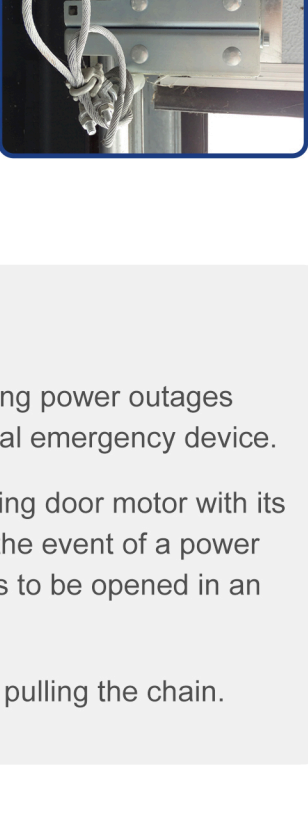 ng power outages
al emergency device.
ing door motor with its
he event of a power
s to be opened in an
pulling the chain.